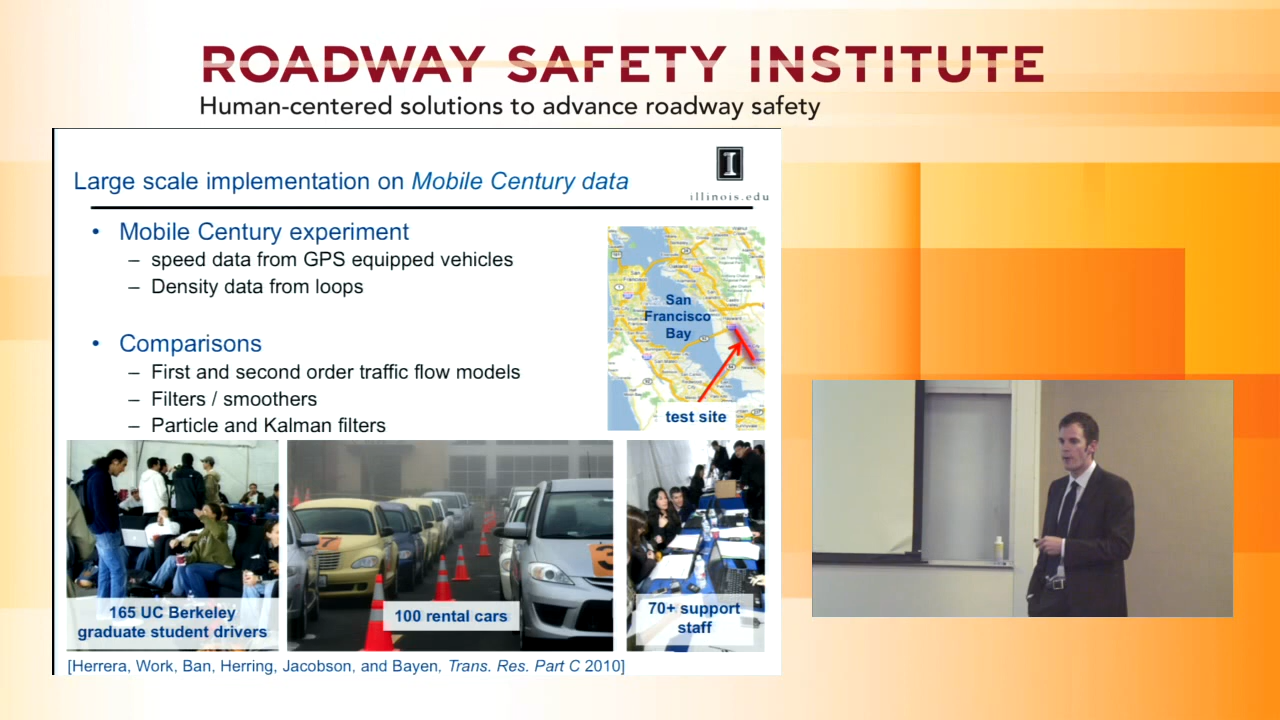 ROADWAY SAFETY INSTITUTE
Human-centered solutions to advance roadway safety
Large scale implementation on Mobile Century data
I
illinois.edu
• Mobile Century experiment
– speed data from GPS equipped vehicles
– Density data from loops
• Comparisons
– First and second order traffic flow models
– Filters / smoothers
– Particle and Kalman filters
San
Francisco
Bay
test site
7
3
165 UC Berkeley
graduate student drivers
100 rental cars
70+ support
staff
[Herrera, Work, Ban, Herring, Jacobson, and Bayen, Trans. Res. Part C 2010]